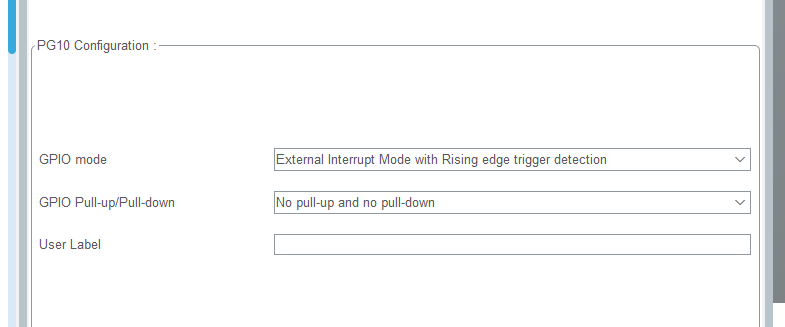 PG10 Configuration :
GPIO mode External Interrupt Mode with Rising edge trigger detection
GPIO Pull-up/Pull-down No pull-up and no pull-down
User Label